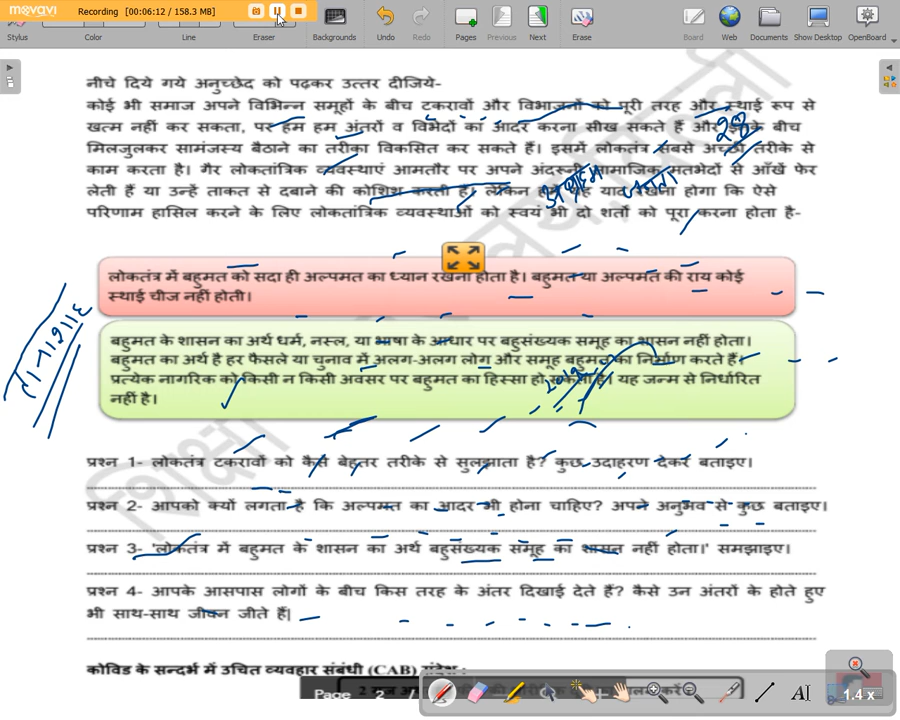 movavi Recording [00:06:12 / 158.3 MB]
Stylus Color Line Eraser Backgrounds Undo Redo Pages Previous Next Erase Board Web Documents Show Desktop OpenBoard
नीचे दिये गये अनुच्छेद को पढ़कर उत्तर दीजिये-
कोई भी समाज अपने विभिन्न समूहों के बीच टकरावों और विभाजनों को पूरी तरह और स्थाई रूप से
खत्म नहीं कर सकता, पर हम हम अंतरों व विभेदों का आदर करना सीख सकते हैं और इनके बीच
मिलजुलकर सामंजस्य बैठाने का तरीका विकसित कर सकते हैं। इसमें लोकतंत्र सबसे अच्छी तरीके से
काम करता है। गैर लोकतांत्रिक व्यवस्थाएं आमतौर पर अपने अंदरूनी सामाजिक मतभेदों से आँखें फेर
लेती हैं या उन्हें ताकत से दबाने की कोशिश करती हैं। लेकिन हमें यह याद रखना होगा कि ऐसे
परिणाम हासिल करने के लिए लोकतांत्रिक व्यवस्थाओं को स्वयं भी दो शर्तों को पूरा करना होता है-
लोकतंत्र में बहुमत को सदा ही अल्पमत का ध्यान रखना होता है। बहुमत या अल्पमत की राय कोई
स्थाई चीज नहीं होती।
बहुमत के शासन का अर्थ धर्म, नस्ल, या भाषा के आधार पर बहुसंख्यक समूह का शासन नहीं होता।
बहुमत का अर्थ है हर फैसले या चुनाव में अलग-अलग लोग और समूह बहुमत का निर्माण करते हैं।
प्रत्येक नागरिक को किसी न किसी अवसर पर बहुमत का हिस्सा हो सकता है। यह जन्म से निर्धारित
नहीं है।
2019
प्रश्न 1- लोकतंत्र टकरावों को कैसे बेहतर तरीके से सुलझाता है? कुछ उदाहरण देकर बताइए।
प्रश्न 2- आपको क्यों लगता है कि अल्पमत का आदर भी होना चाहिए? अपने अनुभव से कुछ बताइए।
प्रश्न 3- 'लोकतंत्र में बहुमत के शासन का अर्थ बहुसंख्यक समूह का शासन नहीं होता।' समझाइए।
प्रश्न 4- आपके आसपास लोगों के बीच किस तरह के अंतर दिखाई देते हैं? कैसे उन अंतरों के होते हुए
भी साथ-साथ जीवन जीते हैं|
कोविड के सन्दर्भ में उचित व्यवहार संबंधी (CAB) संदेश :
Page 2
1.4 x